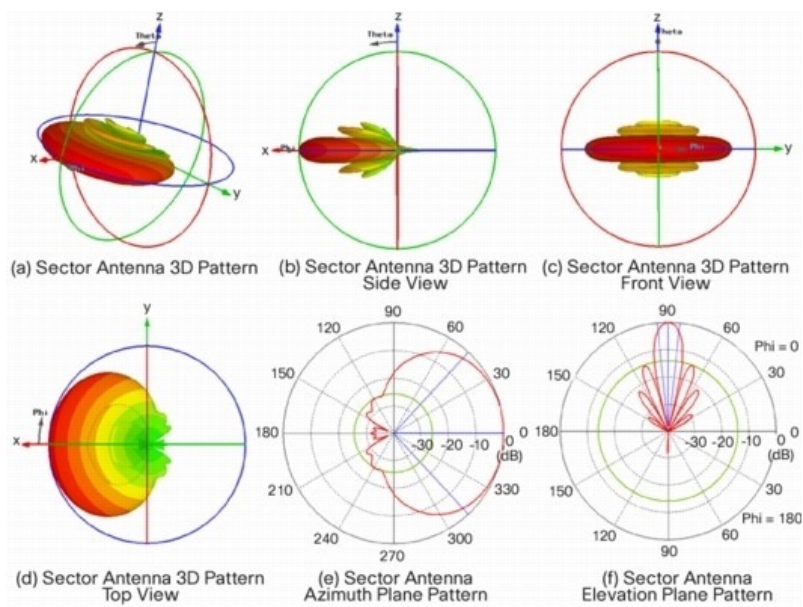 z
Theta
x
Phi
y
(a) Sector Antenna 3D Pattern
z
Theta
x
Phi
(b) Sector Antenna 3D Pattern
Side View
z
Theta
Phi
y
(c) Sector Antenna 3D Pattern
Front View
y
Phi
x
(d) Sector Antenna 3D Pattern
Top View
90
120
60
150
30
180
-30 -20 -10 0 0
(dB)
210
330
240
300
270
(e) Sector Antenna
Azimuth Plane Pattern
90
120
60
Phi = 0
150
30
180
-30 -20 -10 0 0
(dB)
150
30
Phi = 180
120
60
90
(f) Sector Antenna
Elevation Plane Pattern